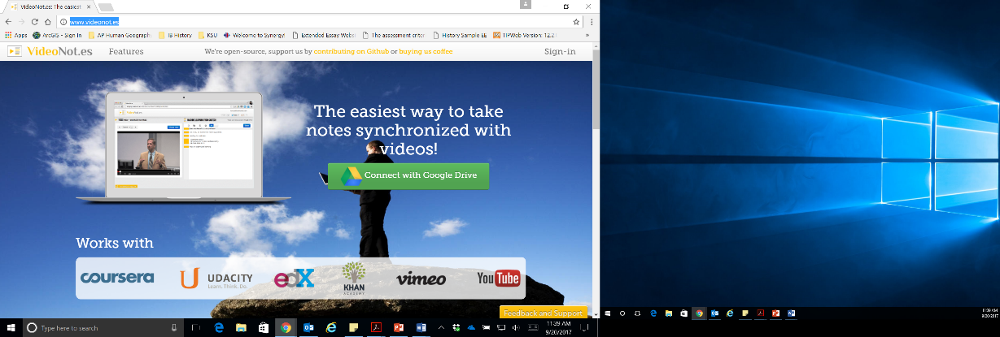 VideoNot.es: The easiest
www.videonot.es
Apps ArcGIS - Sign In AP Human Geograph IB History KSU Welcome to Synergy! Extended Essay Webs The assessment criter History Sample EE TIPWeb Version: 12.2 »
VideoNot.es Features We're open-source, support us by contributing on Github or buying us coffee Sign-in
The easiest way to take
notes synchronized with
videos!
Connect with Google Drive
Works with
coursera UDACITY edX KHAN vimeo YouTube
Learn. Think. Do. ACADEMY
Feedback and Support
Type here to search 11:39 AM
9/20/2017
11:39 AM
9/20/2017